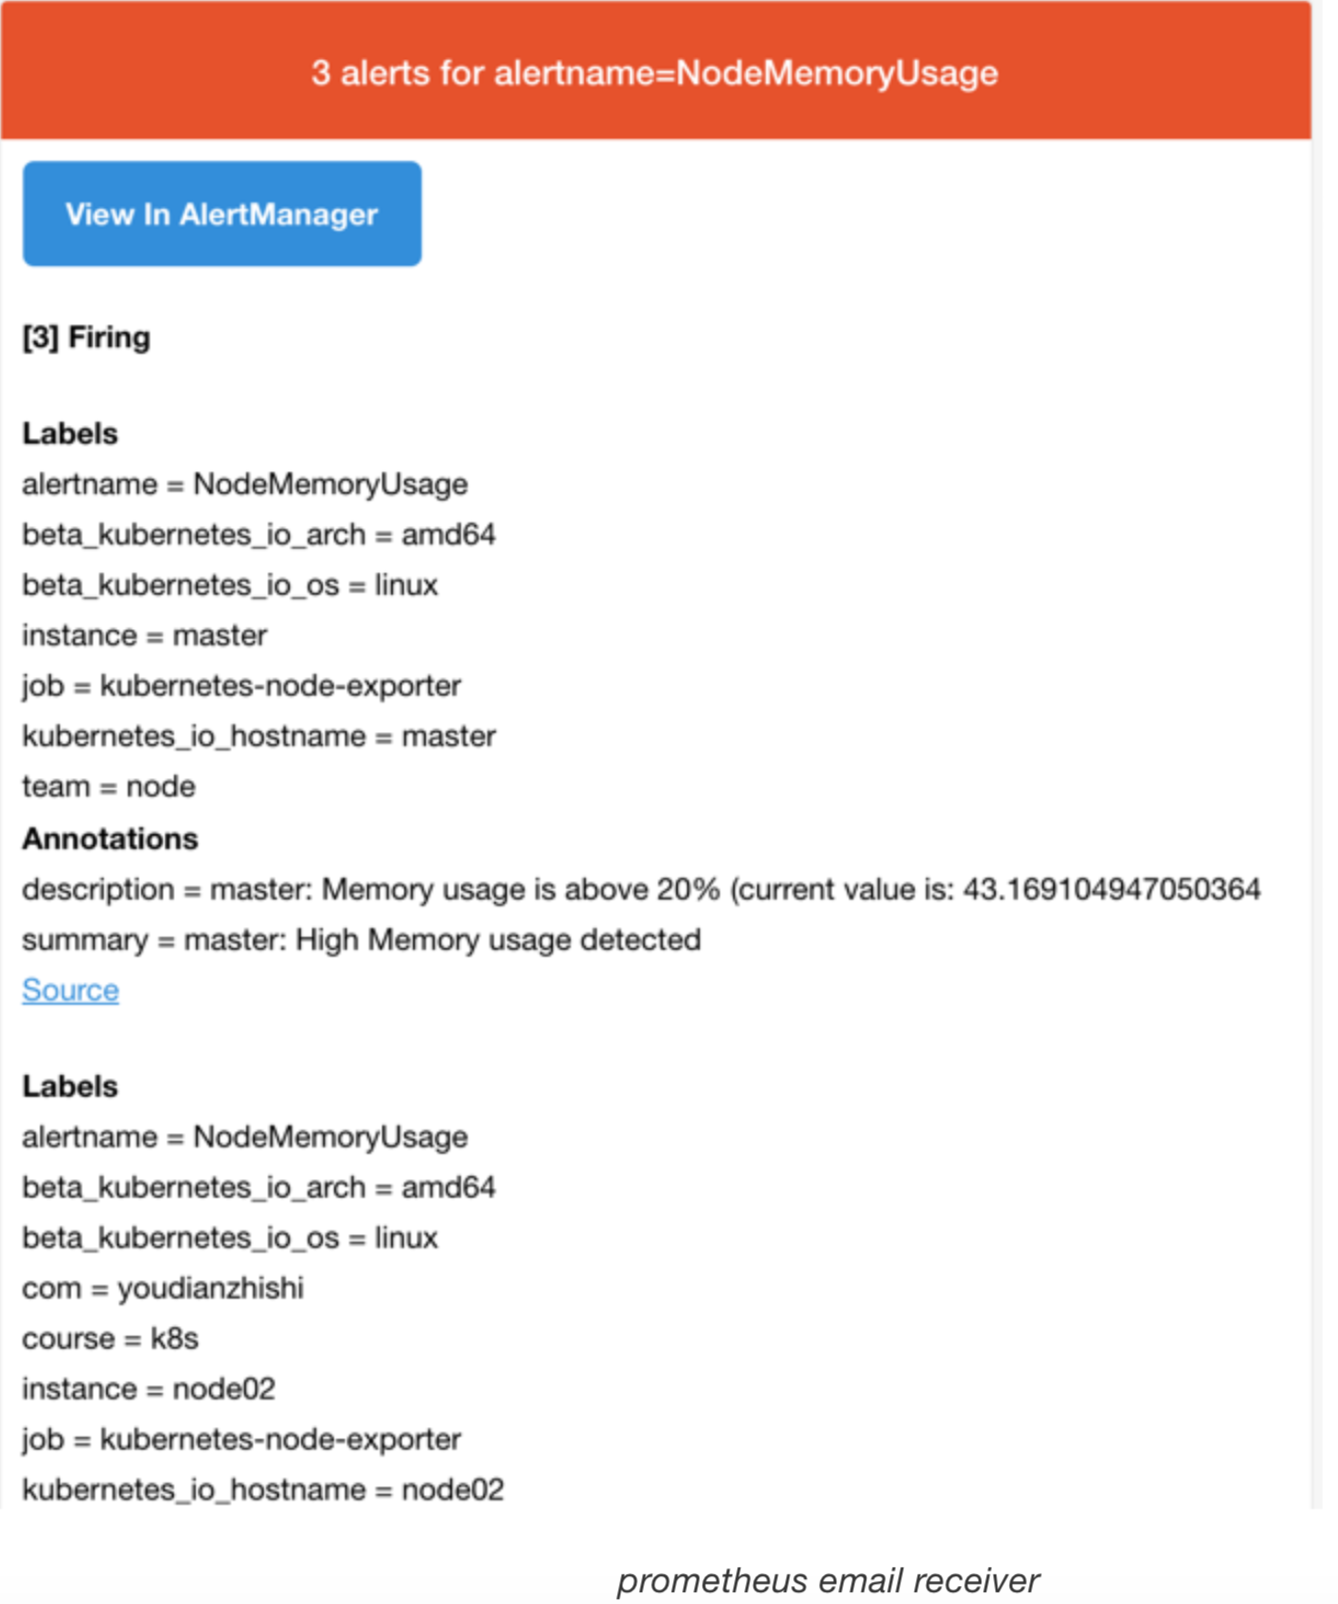 3 alerts for alertname=NodeMemoryUsage
View In AlertManager
[3] Firing
Labels
alertname = NodeMemoryUsage
beta_kubernetes_io_arch = amd64
beta_kubernetes_io_os = linux
instance = master
job = kubernetes-node-exporter
kubernetes_io_hostname = master
team = node
Annotations
description = master: Memory usage is above 20% (current value is: 43.169104947050364
summary = master: High Memory usage detected
Source
Labels
alertname = NodeMemoryUsage
beta_kubernetes_io_arch = amd64
beta_kubernetes_io_os = linux
com = youdianzhishi
course = k8s
instance = node02
job = kubernetes-node-exporter
kubernetes_io_hostname = node02
prometheus email receiver